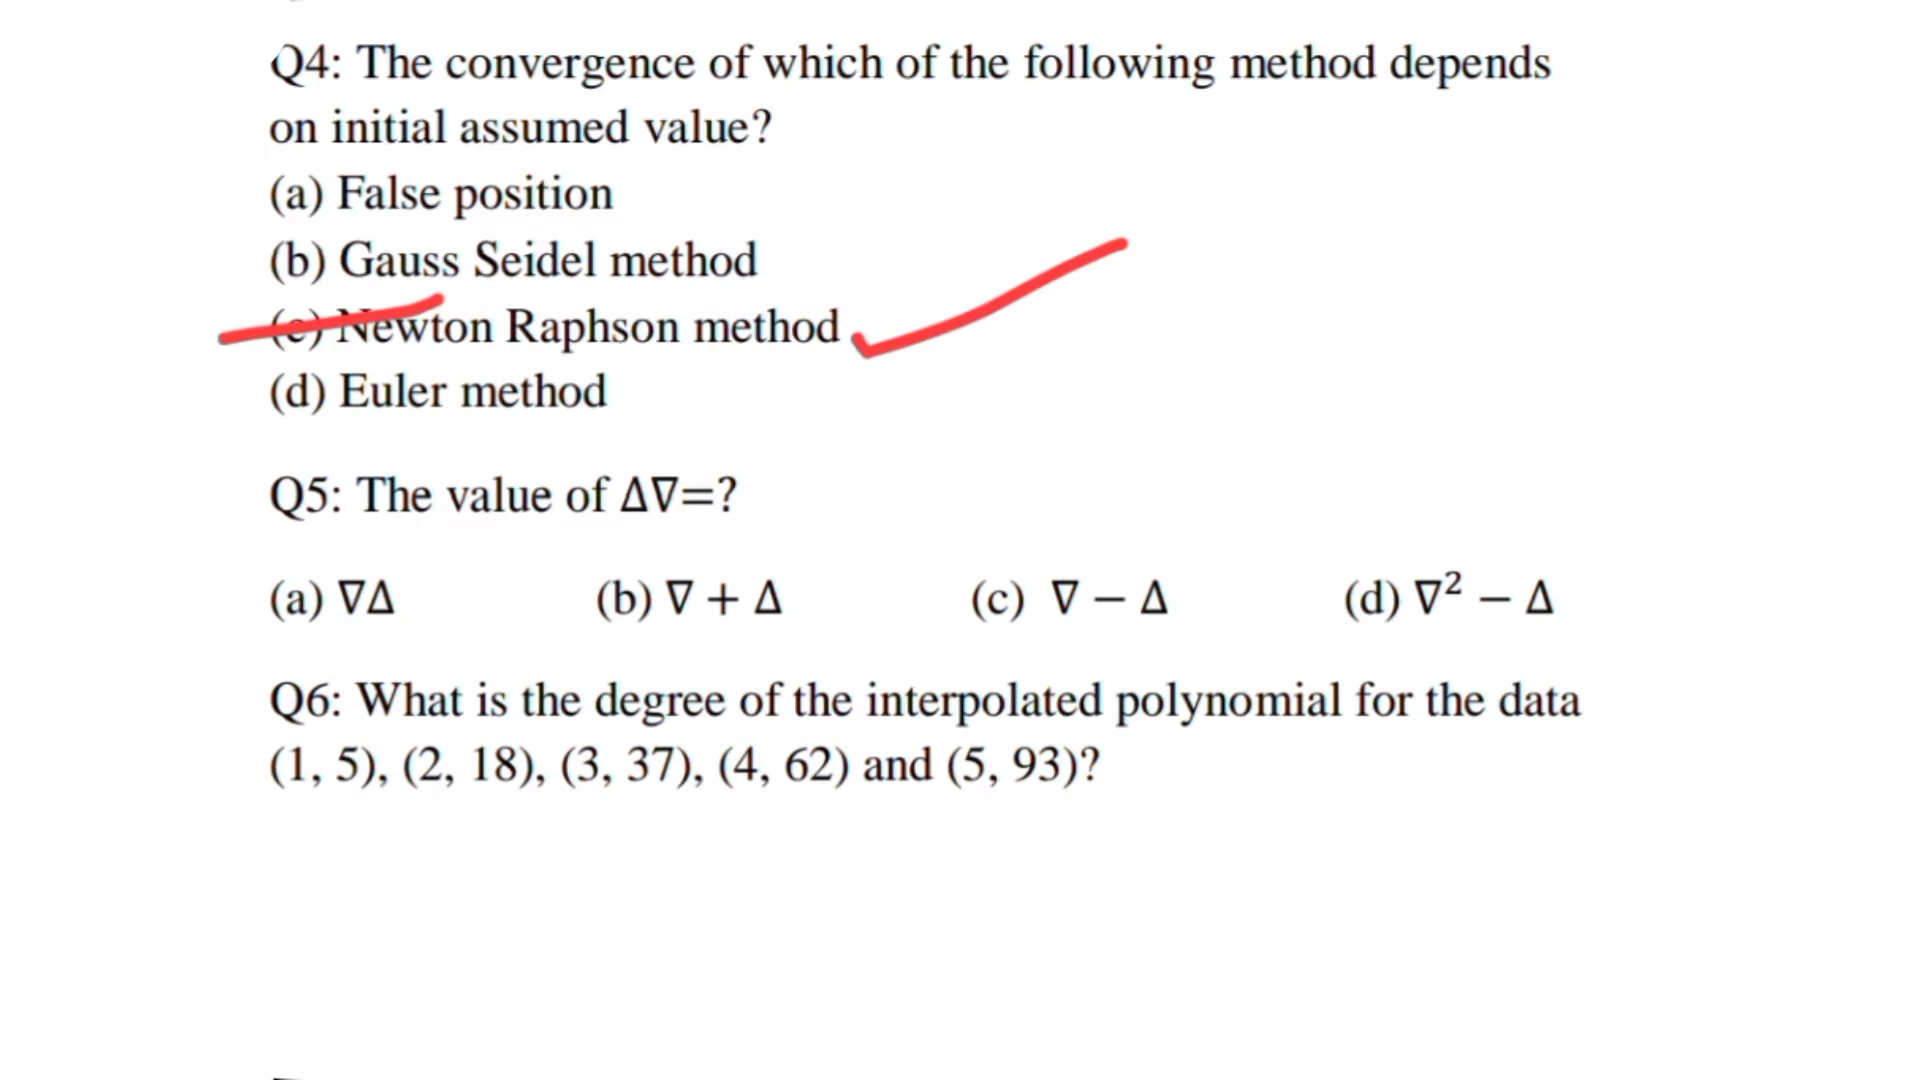 Q4: The convergence of which of the following method depends
on initial assumed value?
(a) False position
(b) Gauss Seidel method
(c) Newton Raphson method
(d) Euler method
Q5: The value of Δ∇=?
(a) ∇Δ (b) ∇ + Δ (c) ∇ − Δ (d) ∇² − Δ
Q6: What is the degree of the interpolated polynomial for the data
(1, 5), (2, 18), (3, 37), (4, 62) and (5, 93)?